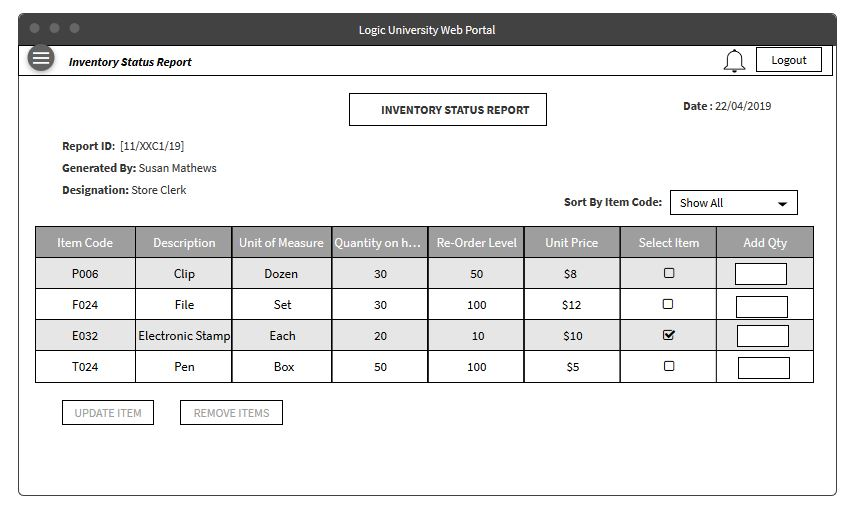 Logic University Web Portal
Inventory Status Report
Logout
INVENTORY STATUS REPORT
Date : 22/04/2019
Report ID: [11/XXC1/19]
Generated By: Susan Mathews
Designation: Store Clerk
Sort By Item Code: Show All
Item Code Description Unit of Measure Quantity on h... Re-Order Level Unit Price Select Item Add Qty
P006 Clip Dozen 30 50 $8
F024 File Set 30 100 $12
E032 Electronic Stamp Each 20 10 $10
T024 Pen Box 50 100 $5
UPDATE ITEM REMOVE ITEMS